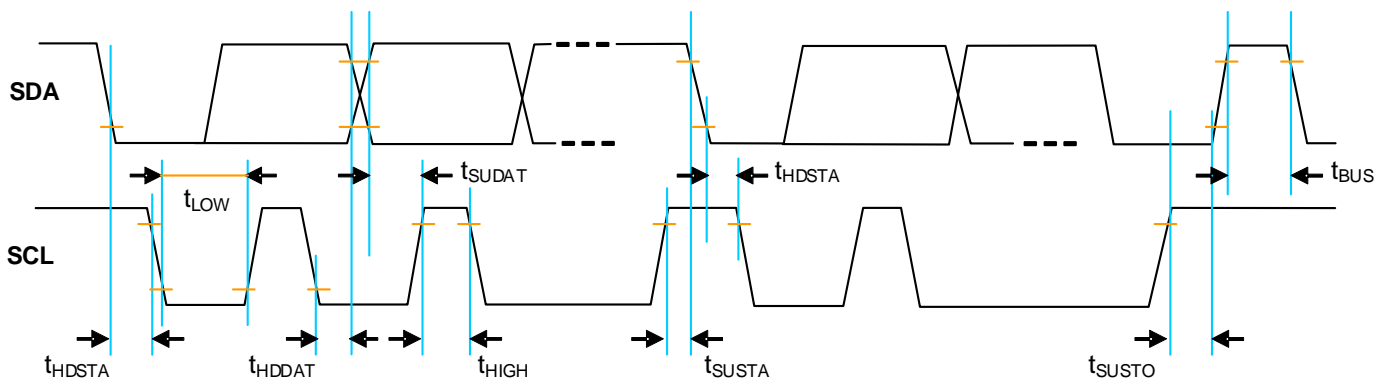 SDA
tSUDAT
tHDSTA
tBUS
tLOW
SCL
tHDSTA
tHDDAT
tHIGH
tSUSTA
tSUSTO